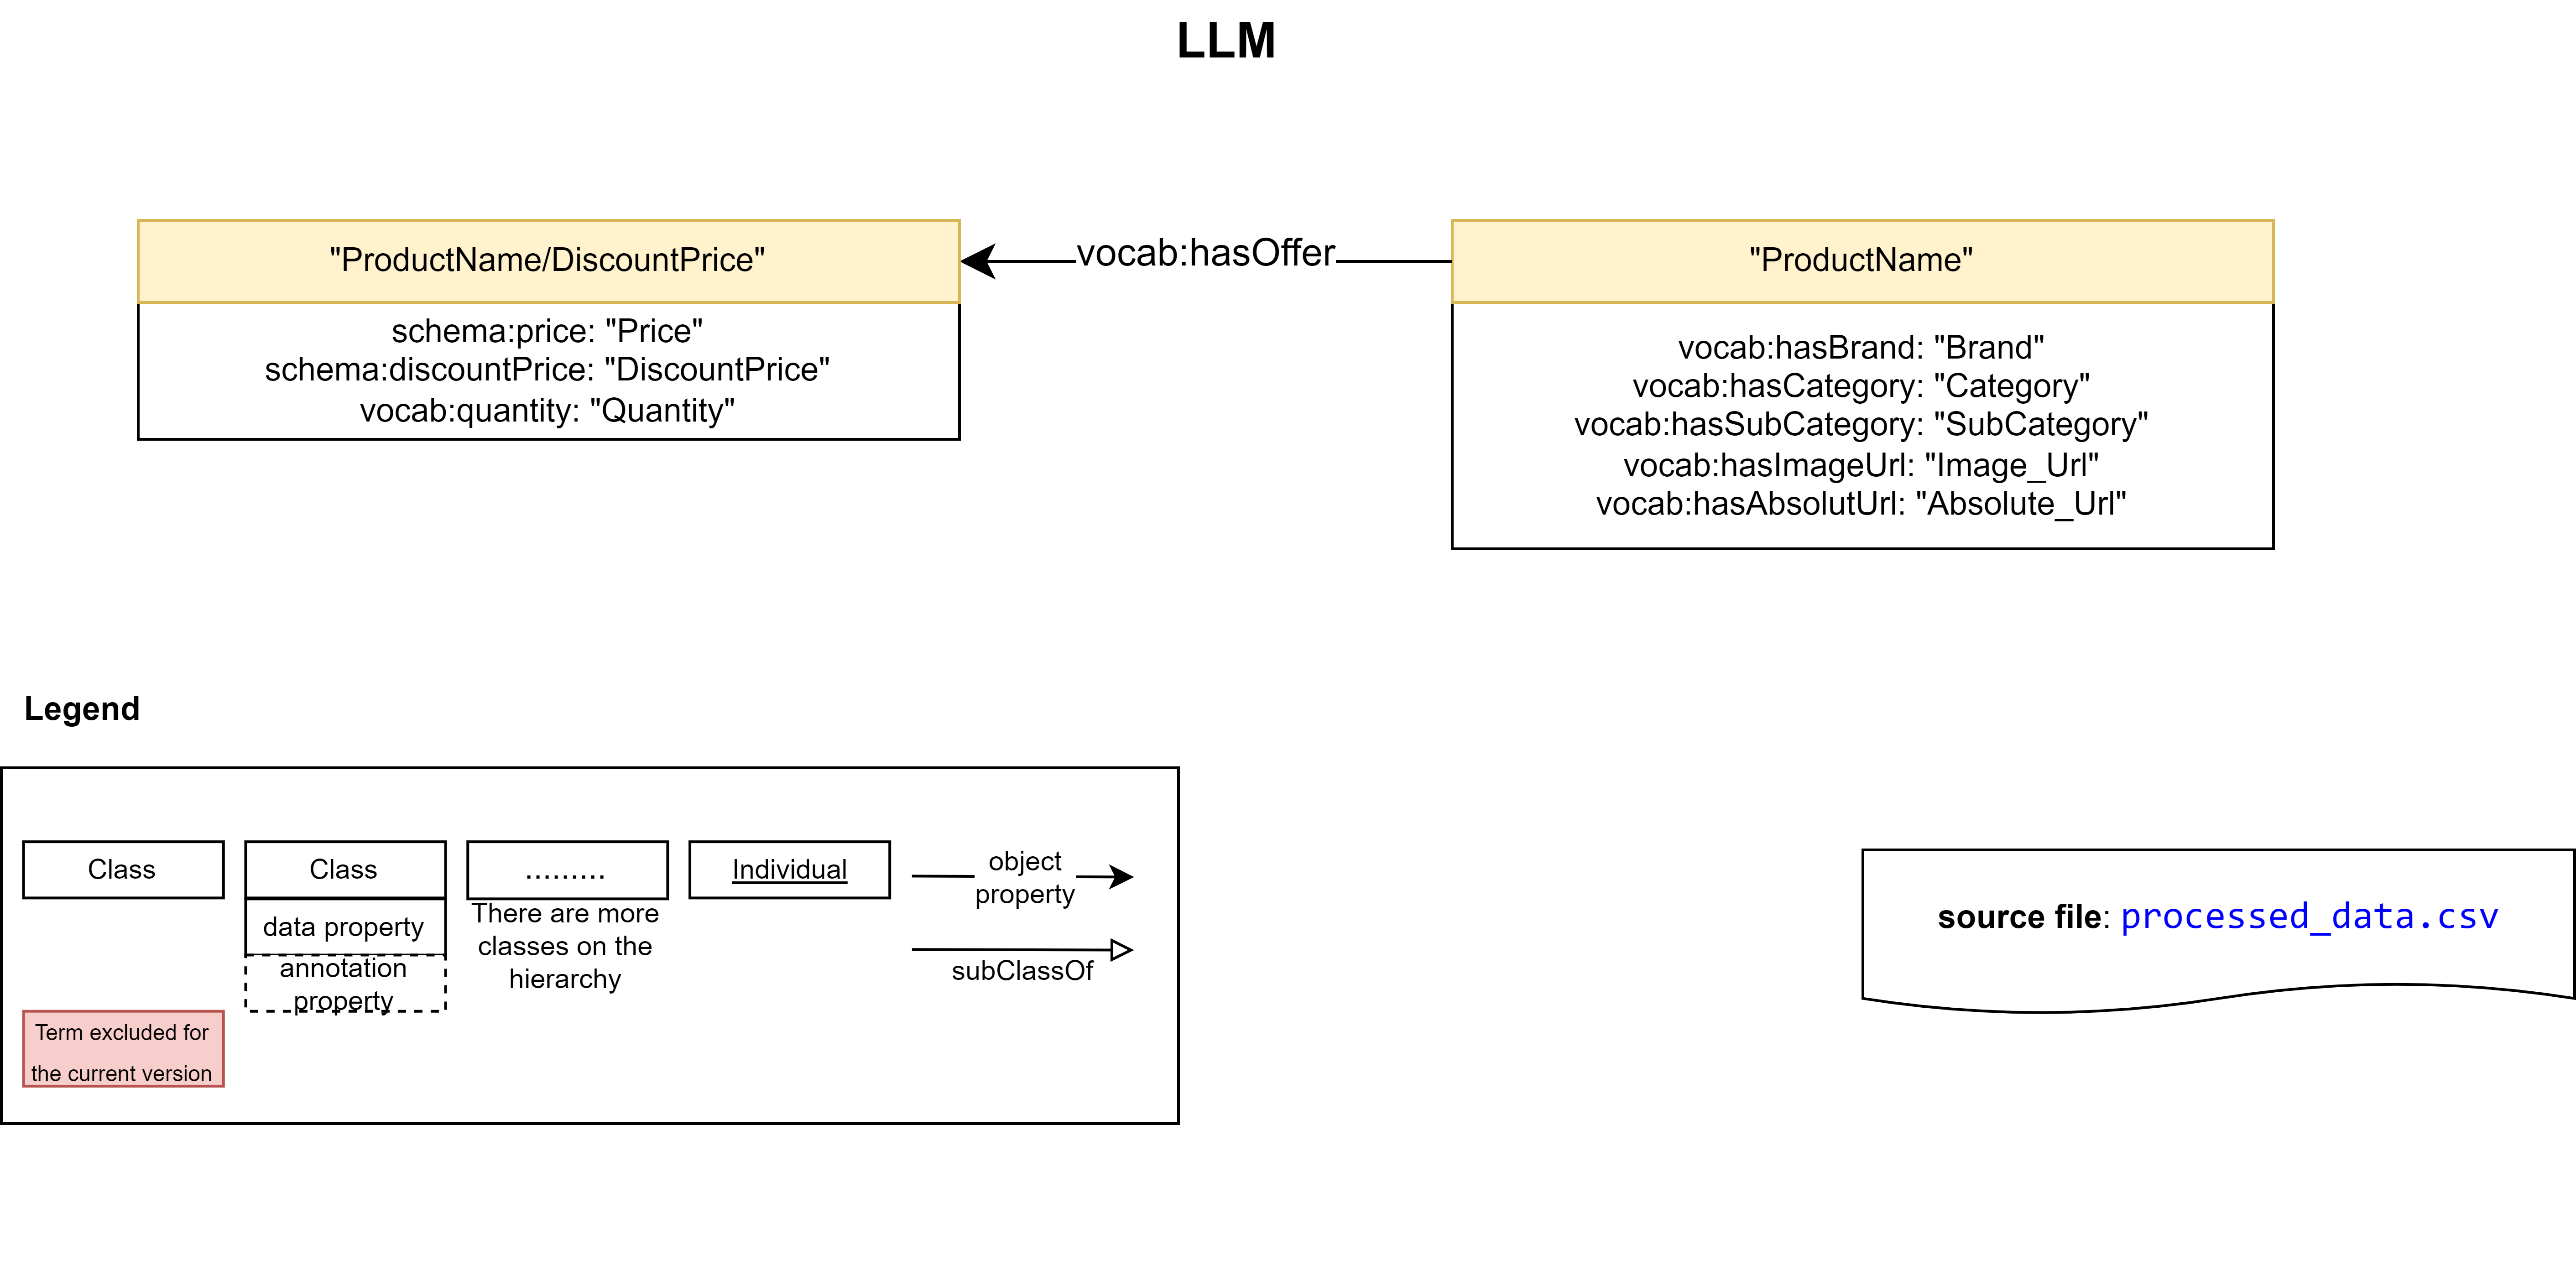 LLM
"ProductName/DiscountPrice"
schema:price: "Price"
schema:discountPrice: "DiscountPrice"
vocab:quantity: "Quantity"
vocab:hasOffer
"ProductName"
vocab:hasBrand: "Brand"
vocab:hasCategory: "Category"
vocab:hasSubCategory: "SubCategory"
vocab:hasImageUrl: "Image_Url"
vocab:hasAbsolutUrl: "Absolute_Url"
Legend
Class
Class
data property
annotation
property
.........
There are more
classes on the
hierarchy
Individual
object
property
subClassOf
Term excluded for
the current version
source file: processed_data.csv